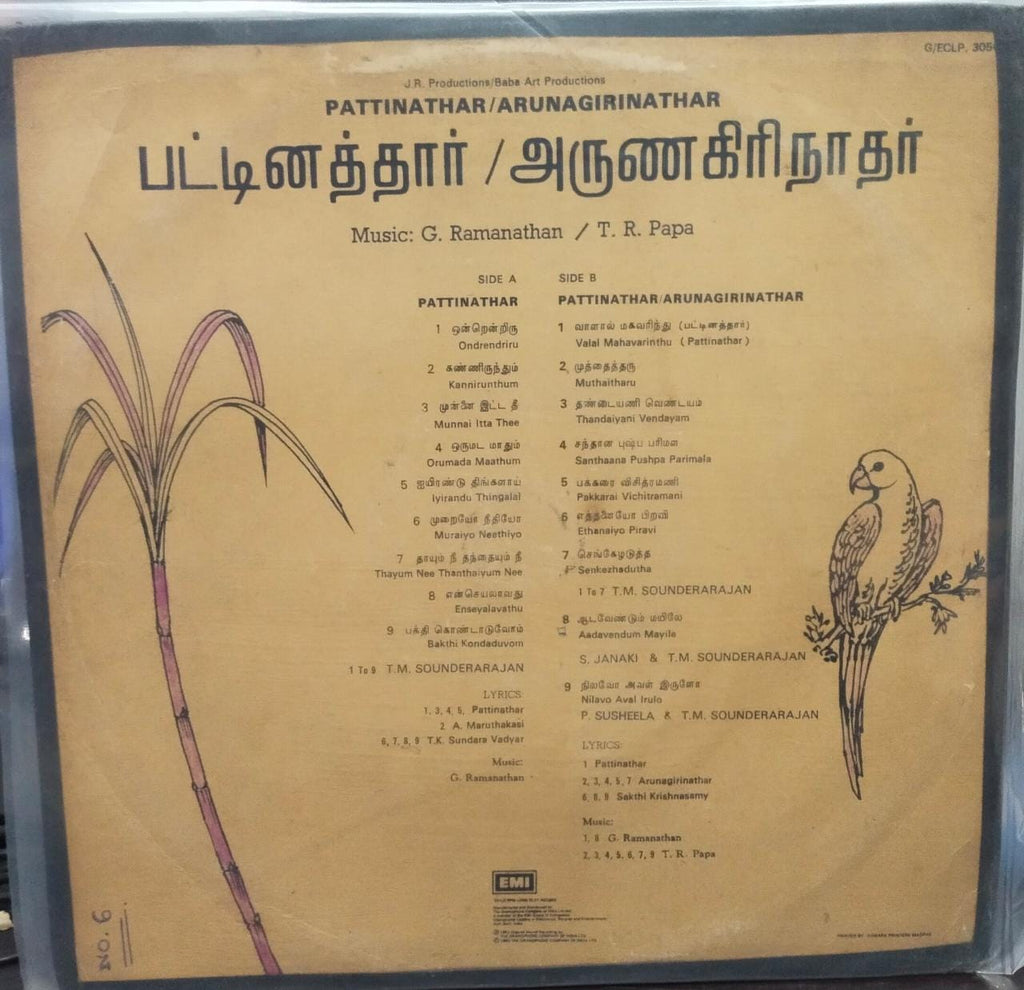 G/ECLP. 305
J.R. Productions/Baba Art Productions
PATTINATHAR/ARUNAGIRINATHAR
பட்டினத்தார் / அருணகிரிநாதர்
Music: G. Ramanathan / T. R. Papa
SIDE A
PATTINATHAR
1 ஒன்றென்றிரு
Ondrendriru
2 கண்ணிருந்தும்
Kannirunthum
3 முன்னை இட்ட தீ
Munnai Itta Thee
4 ஒருமட மாதும்
Orumada Maathum
5 ஐயிரண்டு திங்களாய்
Iyirandu Thingalal
6 முறையோ நீதியோ
Muraiyo Neethiyo
7 தாயும் நீ தந்தையும் நீ
Thayum Nee Thanthaiyum Nee
8 என்செயலாவது
Enseyalavathu
9 பக்தி கொண்டாடுவோம்
Bakthi Kondaduvom
1 To 9 T.M. SOUNDERARAJAN
LYRICS:
1, 3, 4, 5, Pattinathar
2 A. Maruthakasi
6, 7, 8, 9 T.K. Sundara Vadyar
Music:
G. Ramanathan
SIDE B
PATTINATHAR/ARUNAGIRINATHAR
1 வாளால் மகவரிந்து (பட்டினத்தார்)
Valal Mahavarinthu ( Pattinathar )
2 முத்தைத்தரு
Muthaitharu
3 தண்டையணி வெண்டயம்
Thandaiyani Vendayam
4 சந்தான புஷ்ப பரிமள
Santhaana Pushpa Parimala
5 பக்கரை விசித்ரமணி
Pakkarai Vichitramani
6 எத்தனையோ பிறவி
Ethanaiyo Piravi
7 செங்கேழடுத்த
Senkezhadutha
1 To 7 T.M. SOUNDERARAJAN
8 ஆடவேண்டும் மயிலே
Aadavendum Mayile
S. JANAKI & T.M. SOUNDERARAJAN
9 நிலவோ அவள் இருளோ
Nilavo Aval Irulo
P. SUSHEELA & T.M. SOUNDERARAJAN
LYRICS:
1 Pattinathar
2, 3, 4, 5, 7 Arunagirinathar
6, 8, 9 Sakthi Krishnasamy
Music:
1, 8 G. Ramanathan
2, 3, 4, 5, 6, 7, 9 T. R. Papa
EMI
NO. 6